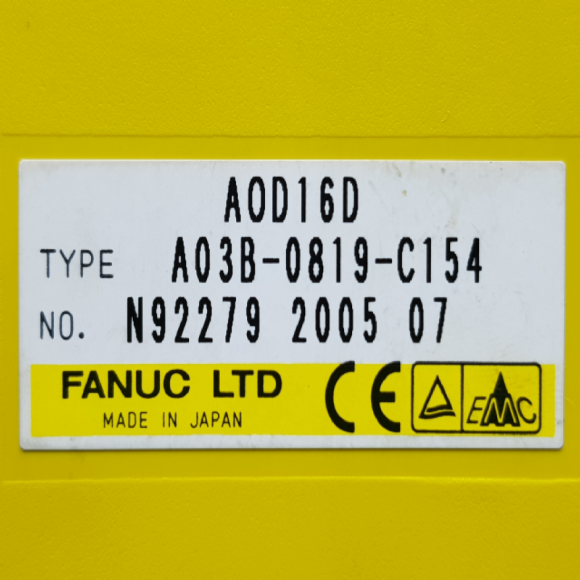 AOD16D
TYPE A03B-0819-C154
NO. N92279 2005 07
FANUC LTD
MADE IN JAPAN
CE
EMC